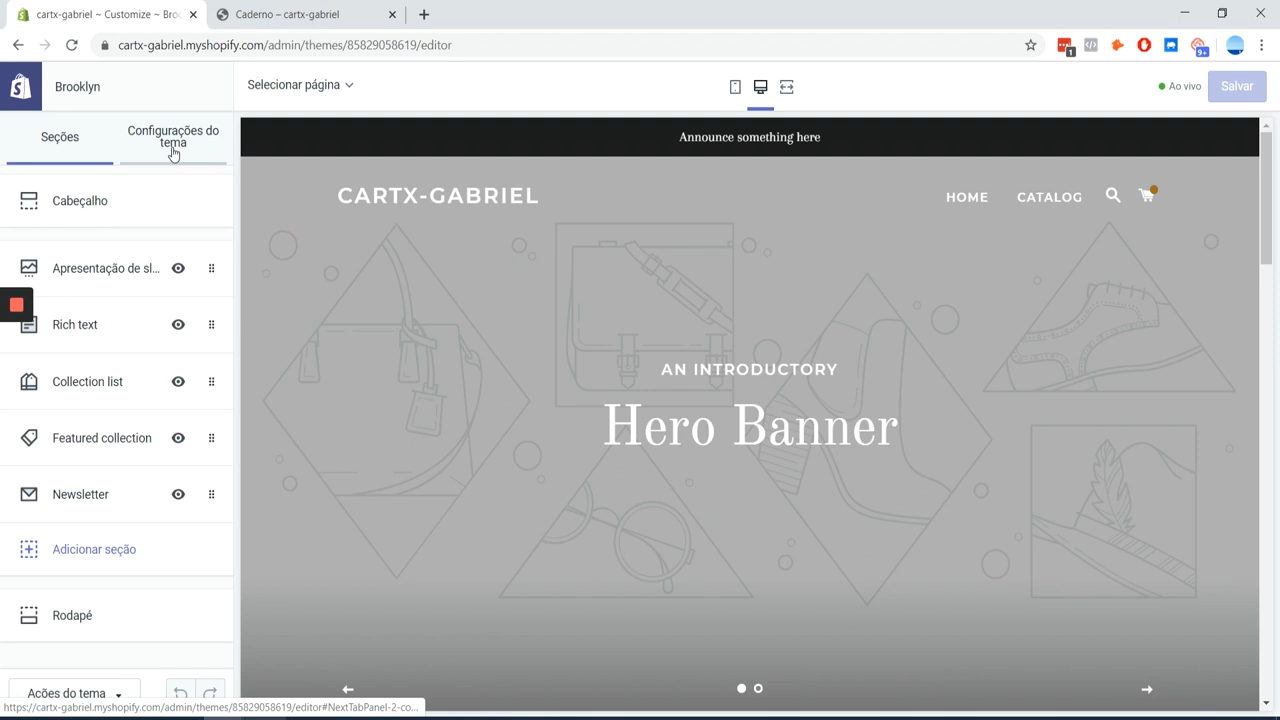 cartx-gabriel ~ Customize ~ Broo
Caderno – cartx-gabriel
cartx-gabriel.myshopify.com/admin/themes/85829058619/editor
1
9+
Brooklyn
Selecionar página
Ao vivo
Salvar
Seções
Configurações do
tema
Cabeçalho
Apresentação de sl...
Rich text
Collection list
Featured collection
Newsletter
Adicionar seção
Rodapé
Ações do tema
https://cartx-gabriel.myshopify.com/admin/themes/85829058619/editor#NextTabPanel-2-co...
Announce something here
CARTX-GABRIEL
HOME
CATALOG
AN INTRODUCTORY
Hero Banner